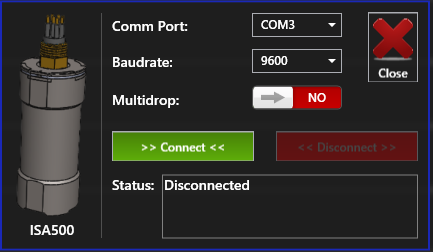 Comm Port:
COM3
Close
Baudrate:
9600
Multidrop:
NO
>> Connect <<
<< Disconnect >>
Status:
Disconnected
ISA500